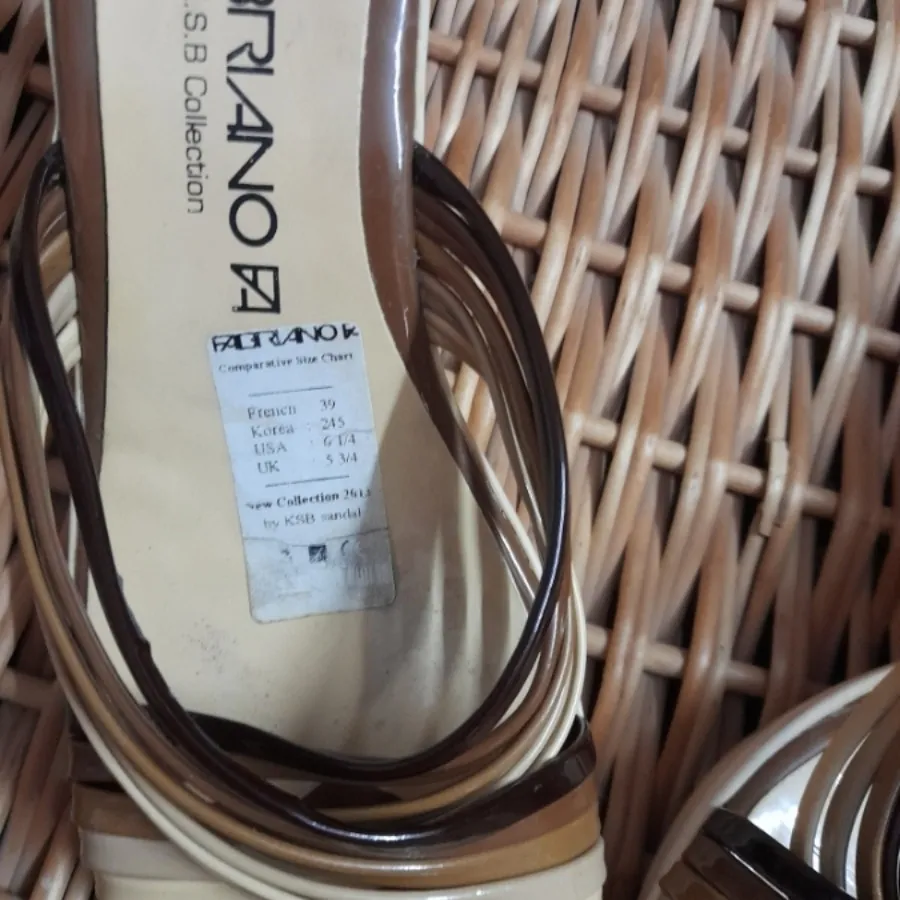 BRIANO
.S.B Collection
FABRIANO
Comparative Size Chart
French 39
Korea : 245
USA : 6 1/4
UK : 5 3/4
New Collection
by KSB sandal